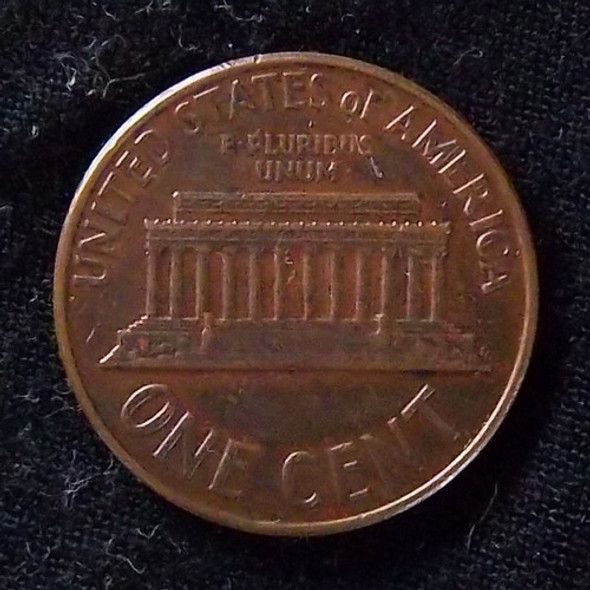 UNITED STATES OF AMERICA
E·PLURIBUS
UNUM
ONE CENT